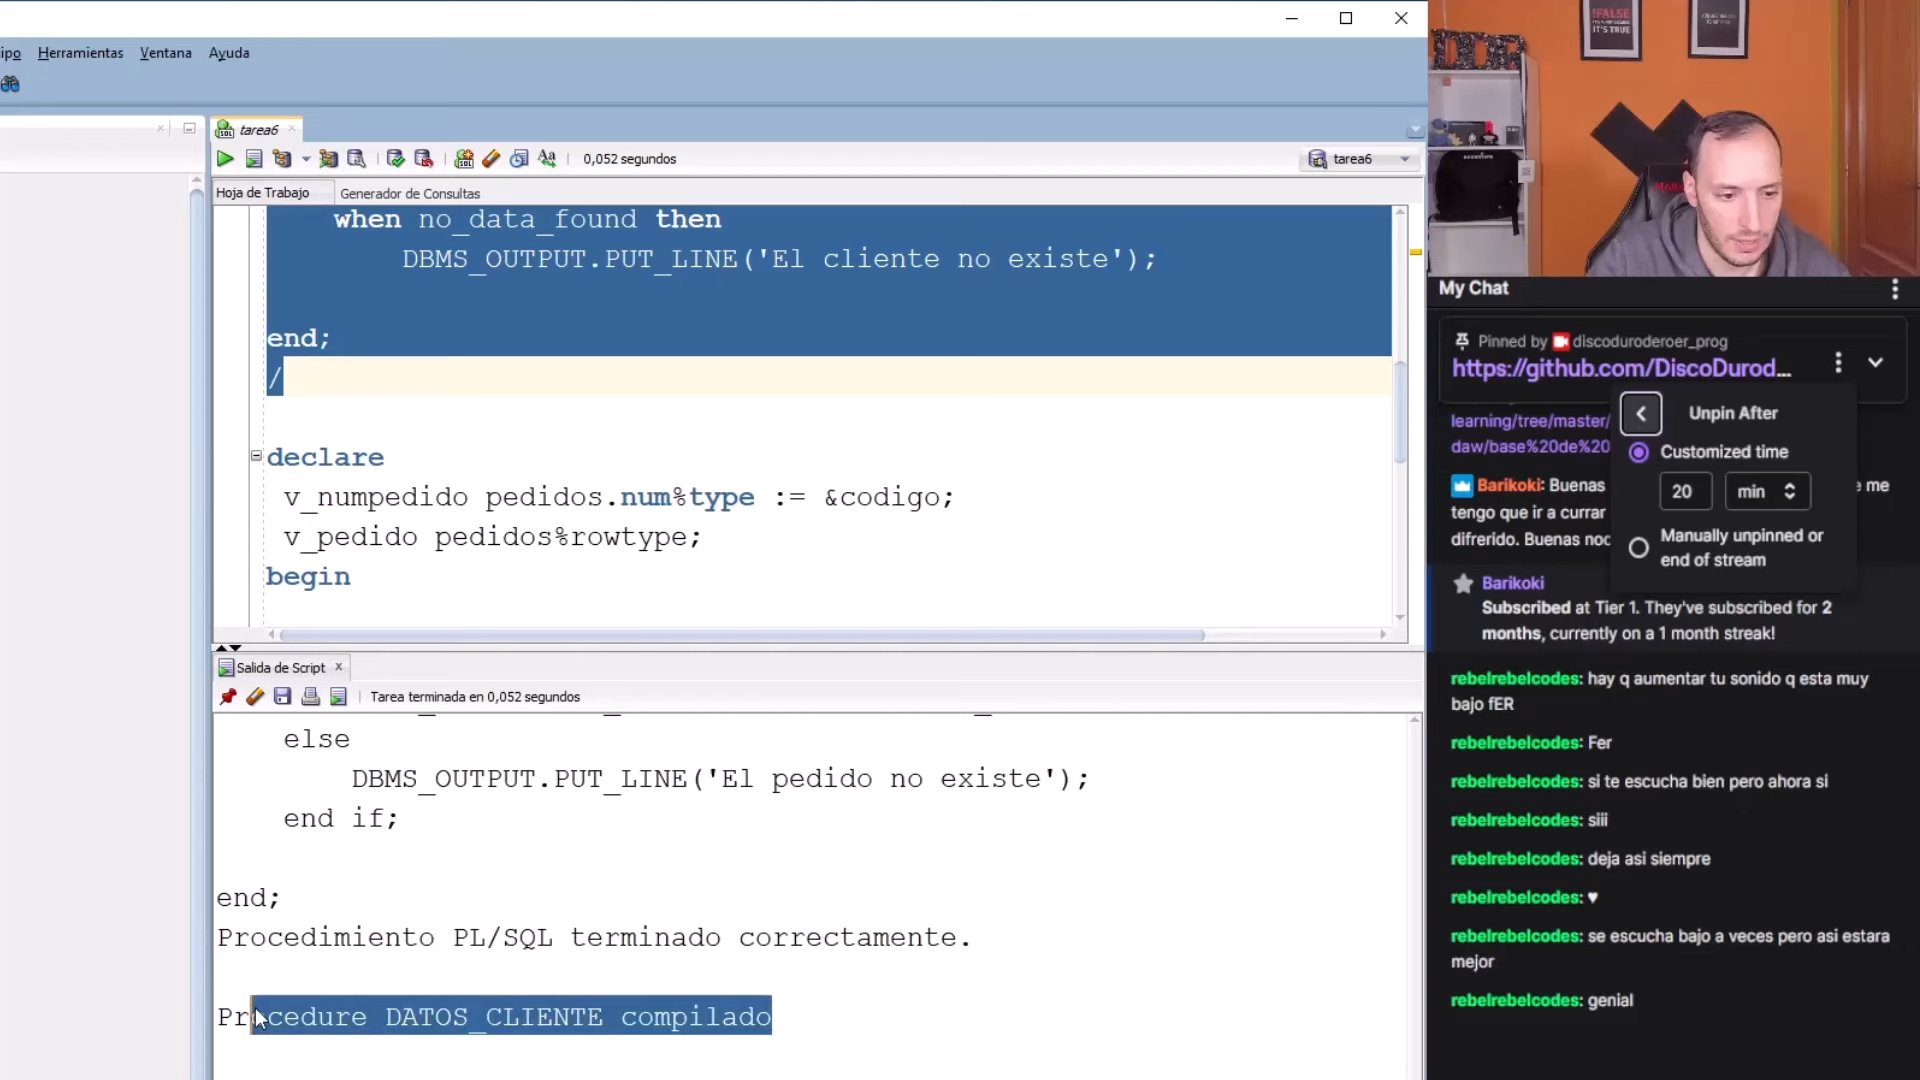 ipo Herramientas Ventana Ayuda
tarea6
0,052 segundos
tarea6
Hoja de Trabajo Generador de Consultas
when no_data_found then
DBMS_OUTPUT.PUT_LINE('El cliente no existe');
end;
/
declare
v_numpedido pedidos.num%type := &codigo;
v_pedido pedidos%rowtype;
begin
Salida de Script
Tarea terminada en 0,052 segundos
else
DBMS_OUTPUT.PUT_LINE('El pedido no existe');
end if;
end;
Procedimiento PL/SQL terminado correctamente.
Procedure DATOS_CLIENTE compilado
!FALSE
IT'S TRUE
My Chat
Pinned by discoduroderoer_prog
https://github.com/DiscoDurod...
learning/tree/master/
daw/base%20de%20
Unpin After
Customized time
20 min
Manually unpinned or
end of stream
Barikoki: Buenas e me
tengo que ir a currar
difrerido. Buenas noc
Barikoki
Subscribed at Tier 1. They've subscribed for 2
months, currently on a 1 month streak!
rebelrebelcodes: hay q aumentar tu sonido q esta muy
bajo fER
rebelrebelcodes: Fer
rebelrebelcodes: si te escucha bien pero ahora si
rebelrebelcodes: siii
rebelrebelcodes: deja asi siempre
rebelrebelcodes: ♥
rebelrebelcodes: se escucha bajo a veces pero asi estara
mejor
rebelrebelcodes: genial